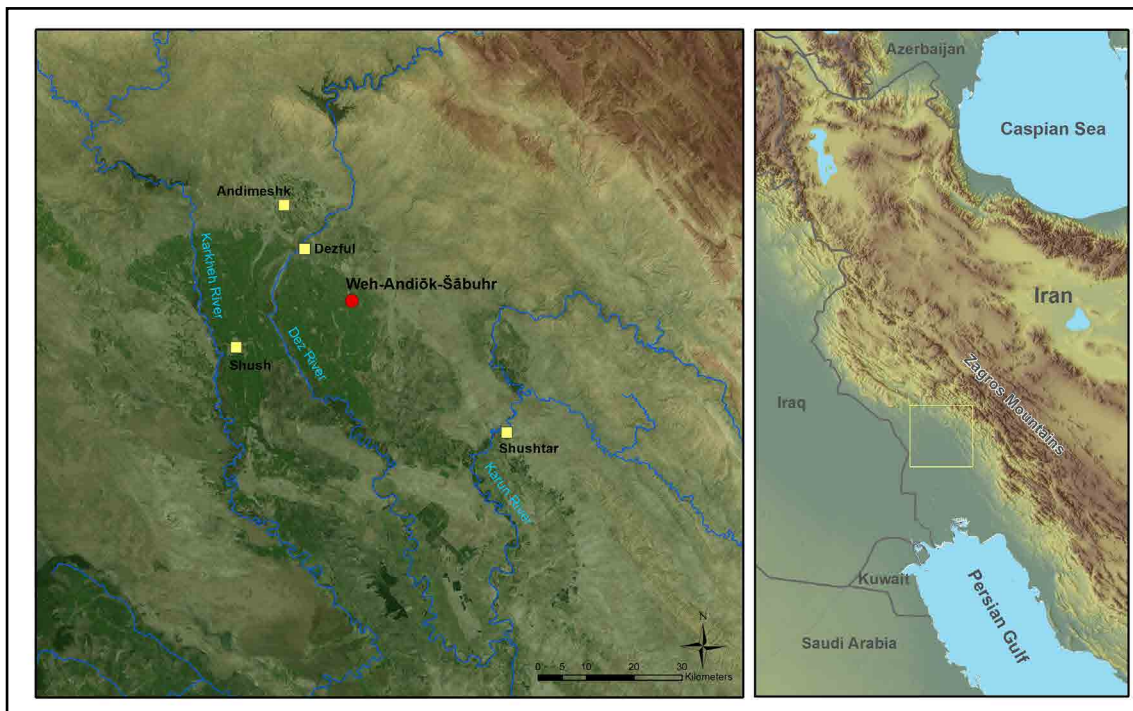 Andimeshk
Dezful
Weh-Andiōk-Šābuhr
Karkheh River
Dez River
Shush
Shushtar
Karun River
N
0 5 10 20 30
Kilometers
Azerbaijan
Caspian Sea
Iran
Zagros Mountains
Iraq
Kuwait
Persian Gulf
Saudi Arabia